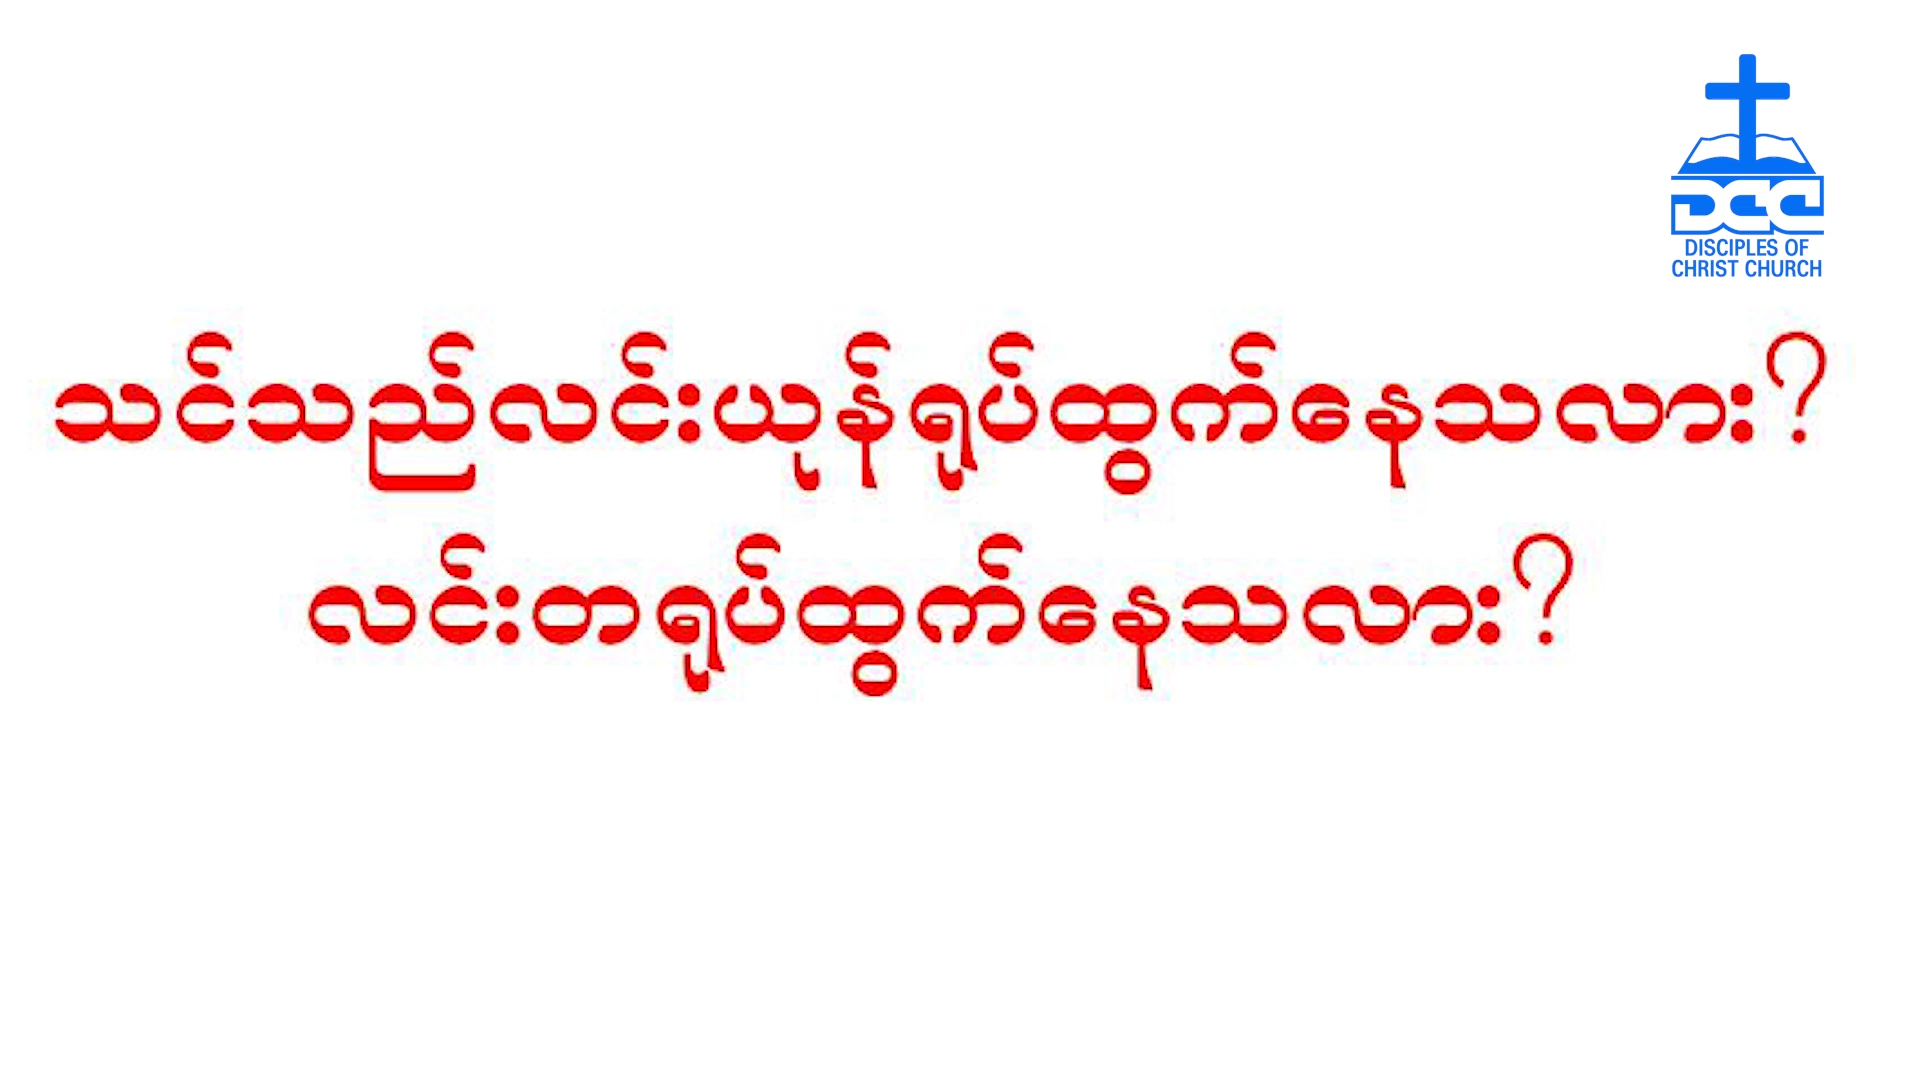 DCC
DISCIPLES OF
CHRIST CHURCH
သင်သည်လင်းယုန်ရုပ်ထွက်နေသလား?
လင်းတရုပ်ထွက်နေသလား?